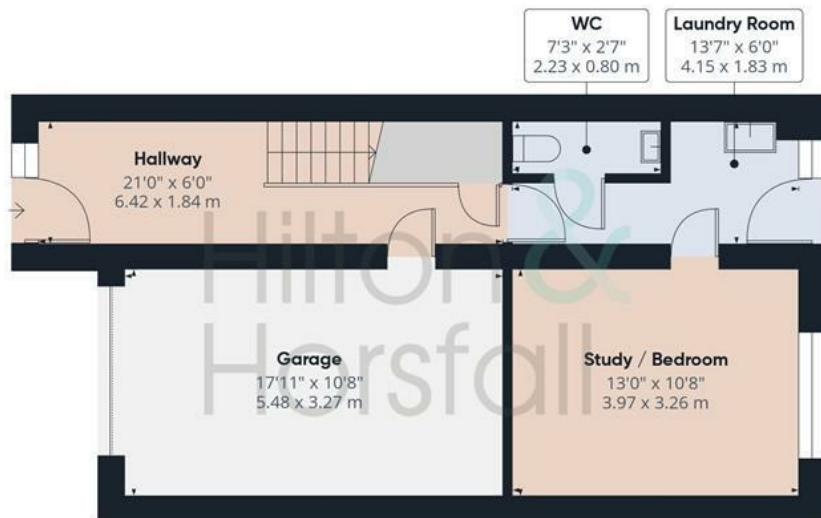 WC
7'3" x 2'7"
2.23 x 0.80 m
Laundry Room
13'7" x 6'0"
4.15 x 1.83 m
Hallway
21'0" x 6'0"
6.42 x 1.84 m
Hilton &
Horsfall
Garage
17'11" x 10'8"
5.48 x 3.27 m
Study / Bedroom
13'0" x 10'8"
3.97 x 3.26 m